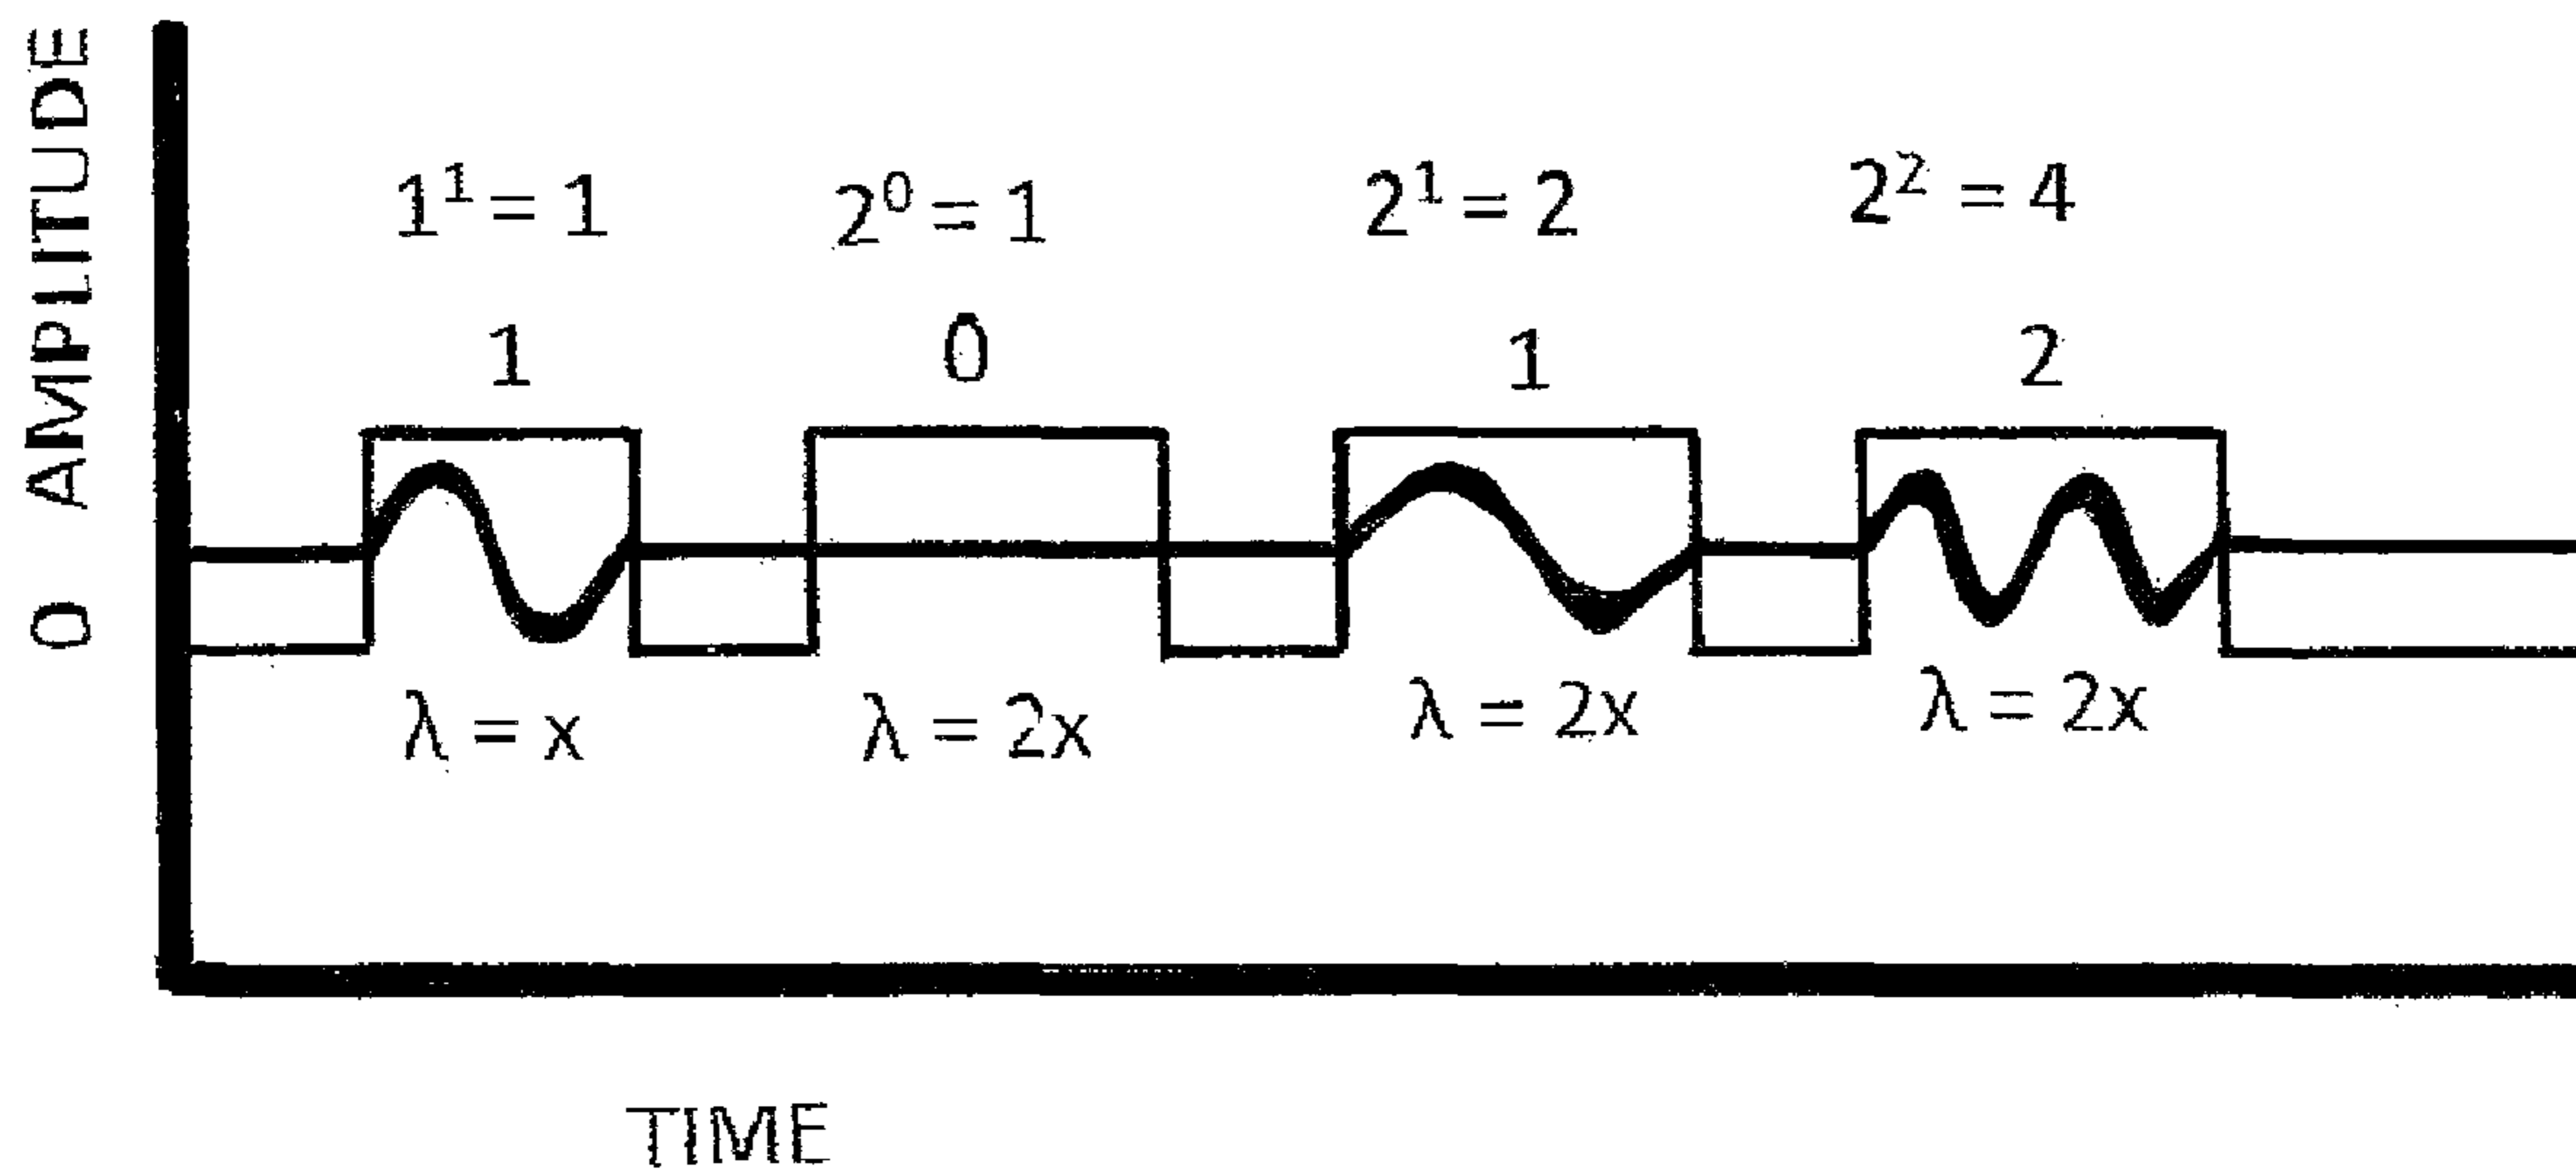 0 AMPLITUDE
1¹ = 1 2⁰ = 1 2¹ = 2 2² = 4
1 0 1 2
λ = x λ = 2x λ = 2x λ = 2x
TIME